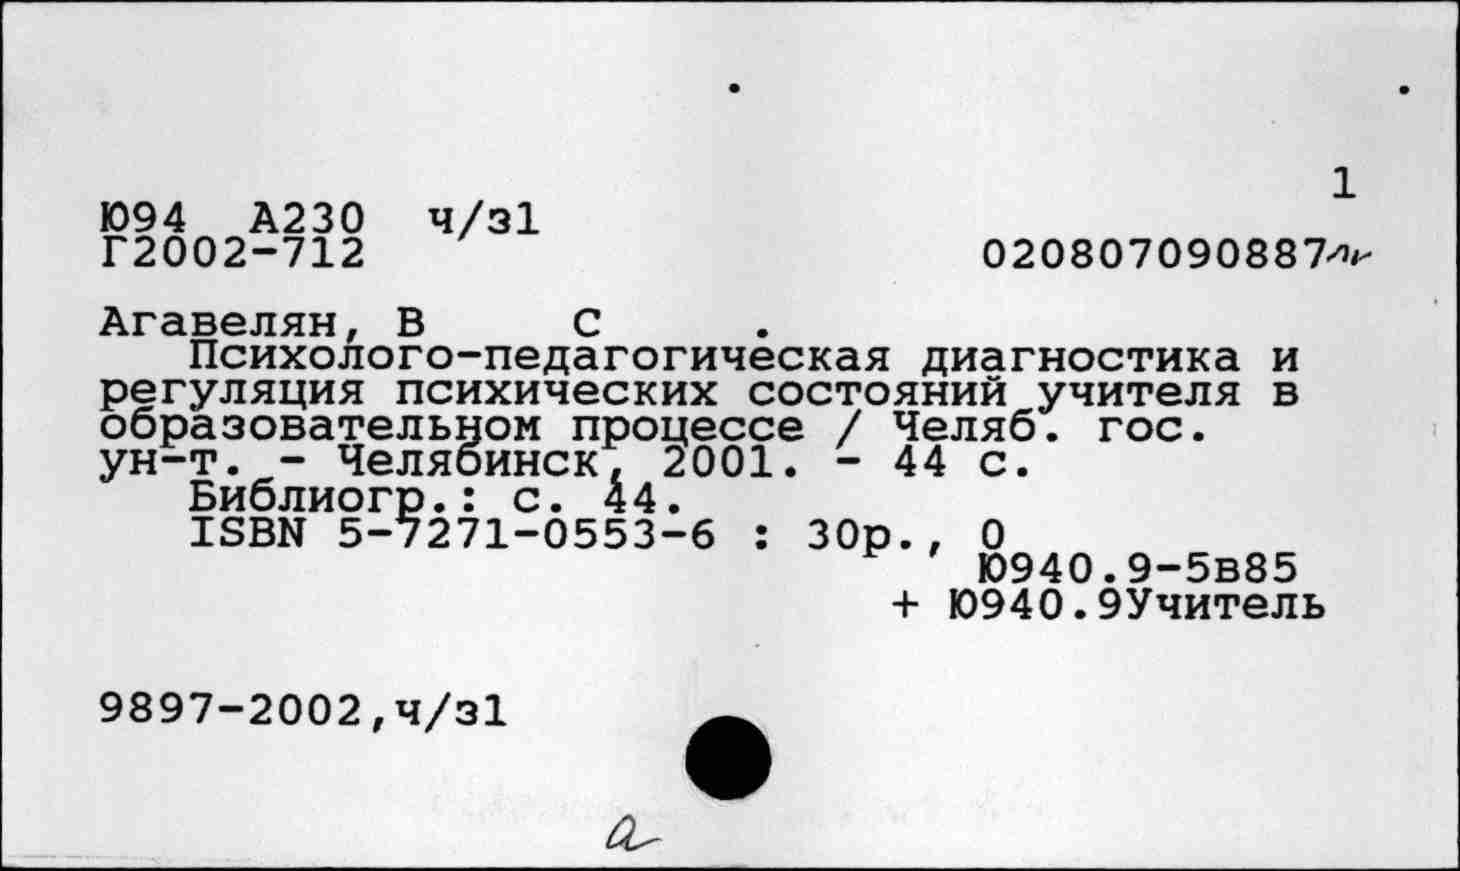 1
Ю94 А230 ч/з1
Г2002-712 020807090887
Агавелян, В С .
Психолого-педагогическая диагностика и
регуляция психических состояний учителя в
образовательном процессе / Челяб. гос.
ун-т. - Челябинск, 2001. - 44 с.
Библиогр.: с. 44.
ISBN 5-7271-0553-6 : 30р., 0
Ю940.9-5в85
+ Ю940.9Учитель
9897-2002,ч/з1
а